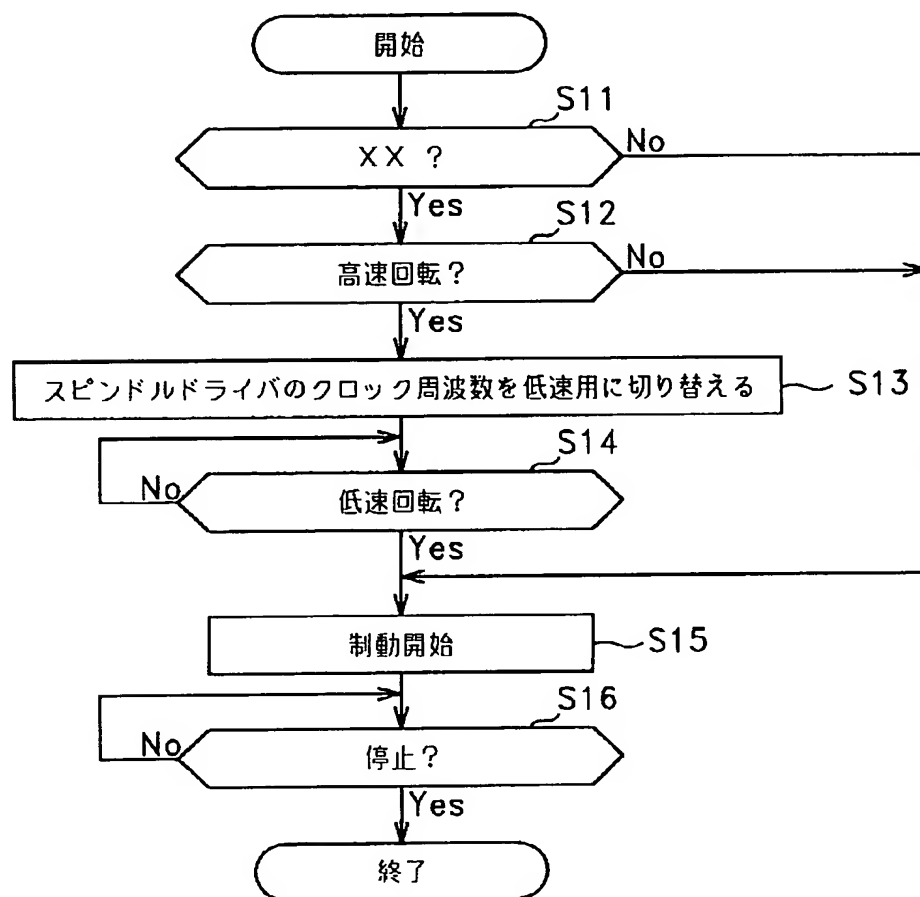 開始
S11
XX ?
No
Yes
S12
高速回転?
No
Yes
スピンドルドライバのクロック周波数を低速用に切り替える
S13
S14
No
低速回転?
Yes
制動開始
S15
S16
No
停止?
Yes
終了